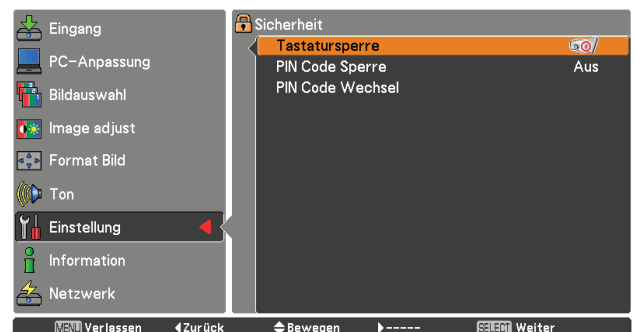 Eingang
PC-Anpassung
Bildauswahl
Image adjust
Format Bild
Ton
Einstellung
Information
Netzwerk
Sicherheit
Tastatursperre
PIN Code Sperre Aus
PIN Code Wechsel
MENU Verlassen Zurück Bewegen ----- SELECT Weiter